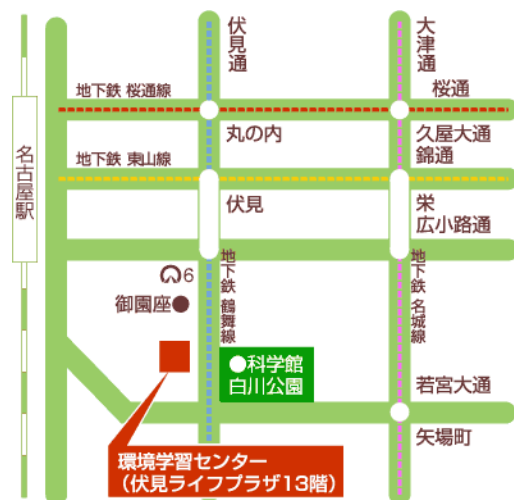 伏見通
大津通
地下鉄 桜通線
桜通
丸の内
久屋大通
地下鉄 東山線
錦通
名古屋駅
伏見
栄
広小路通
6
地下鉄 鶴舞線
地下鉄 名城線
御園座●
●科学館
白川公園
若宮大通
矢場町
環境学習センター
（伏見ライフプラザ13階）